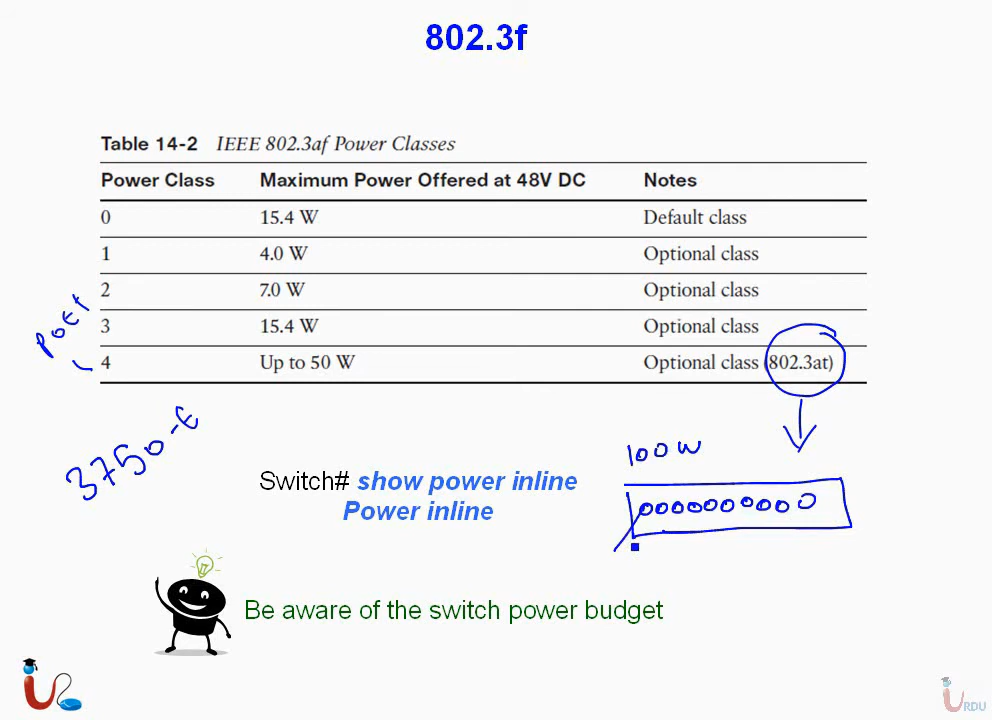 802.3f
Table 14-2 IEEE 802.3af Power Classes
Power Class Maximum Power Offered at 48V DC Notes
0 15.4 W Default class
1 4.0 W Optional class
2 7.0 W Optional class
3 15.4 W Optional class
4 Up to 50 W Optional class (802.3at)
3750-E
100W
Switch# show power inline
Power inline
Be aware of the switch power budget
URDU